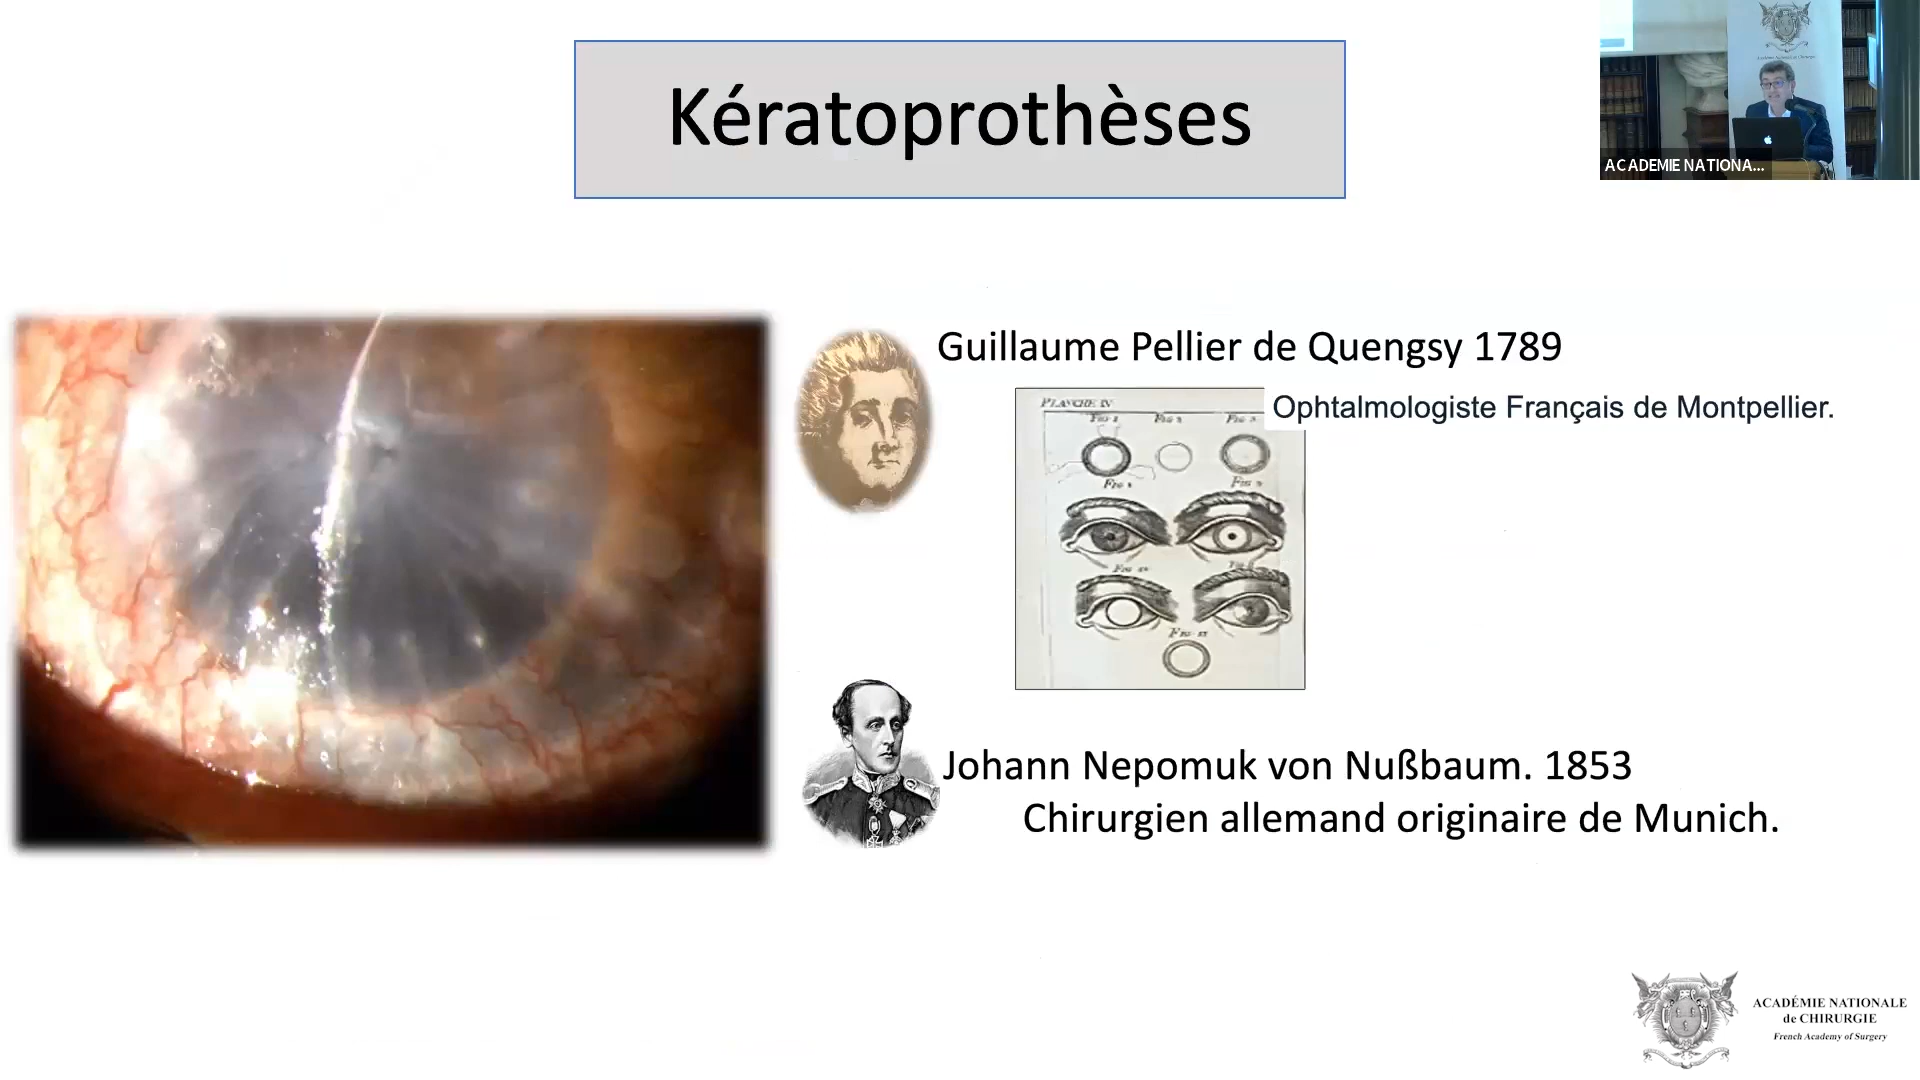 Kératoprothèses
ACADEMIE NATIONA...
Guillaume Pellier de Quengsy 1789
Ophtalmologiste Français de Montpellier.
PLANCHE IV
Johann Nepomuk von Nußbaum. 1853
Chirurgien allemand originaire de Munich.
ACADÉMIE NATIONALE
de CHIRURGIE
French Academy of Surgery